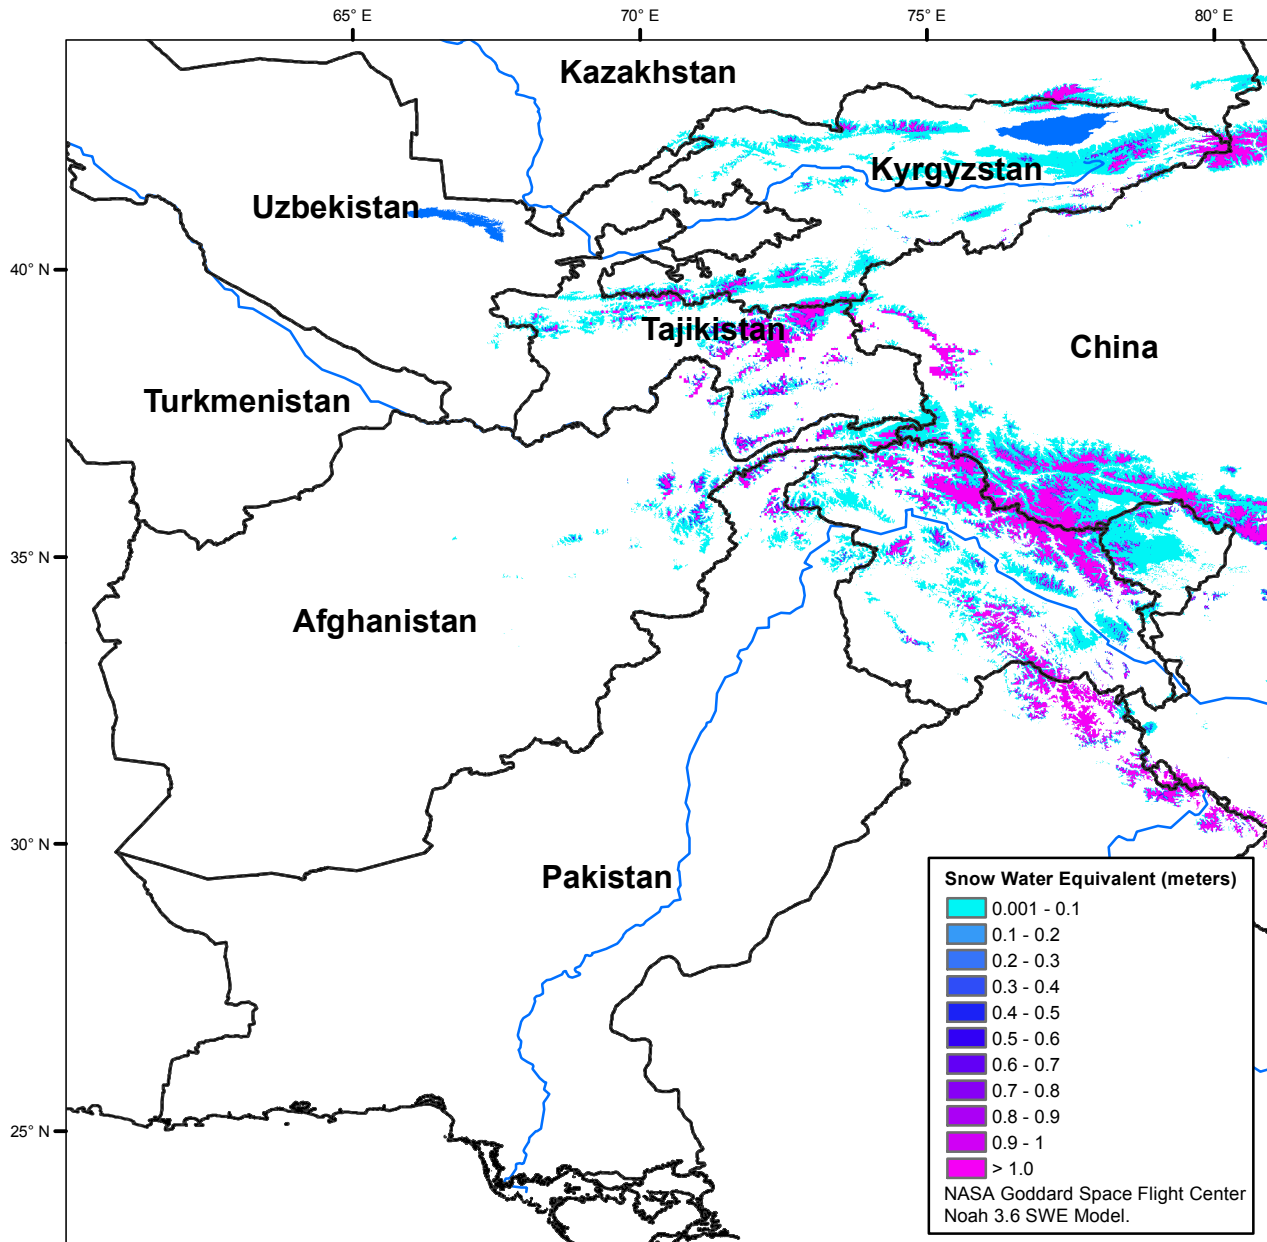 65° E
70° E
75° E
80° E
Kazakhstan
Kyrgyzstan
Uzbekistan
40° N
Tajikistan
China
Turkmenistan
35° N
Afghanistan
30° N
Pakistan
25° N
Snow Water Equivalent (meters)
0.001 - 0.1
0.1 - 0.2
0.2 - 0.3
0.3 - 0.4
0.4 - 0.5
0.5 - 0.6
0.6 - 0.7
0.7 - 0.8
0.8 - 0.9
0.9 - 1
> 1.0
NASA Goddard Space Flight Center
Noah 3.6 SWE Model.